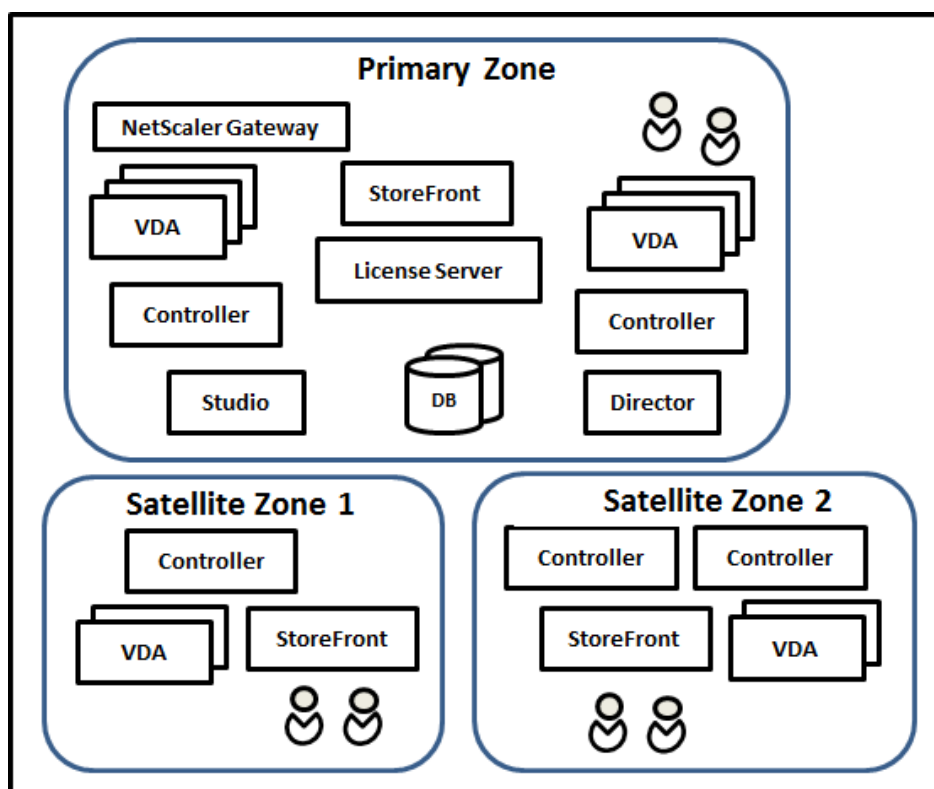 Primary Zone
NetScaler Gateway
StoreFront
VDA
VDA
License Server
Controller
Controller
Studio
DB
Director
Satellite Zone 1
Controller
VDA
StoreFront
Satellite Zone 2
Controller
Controller
StoreFront
VDA